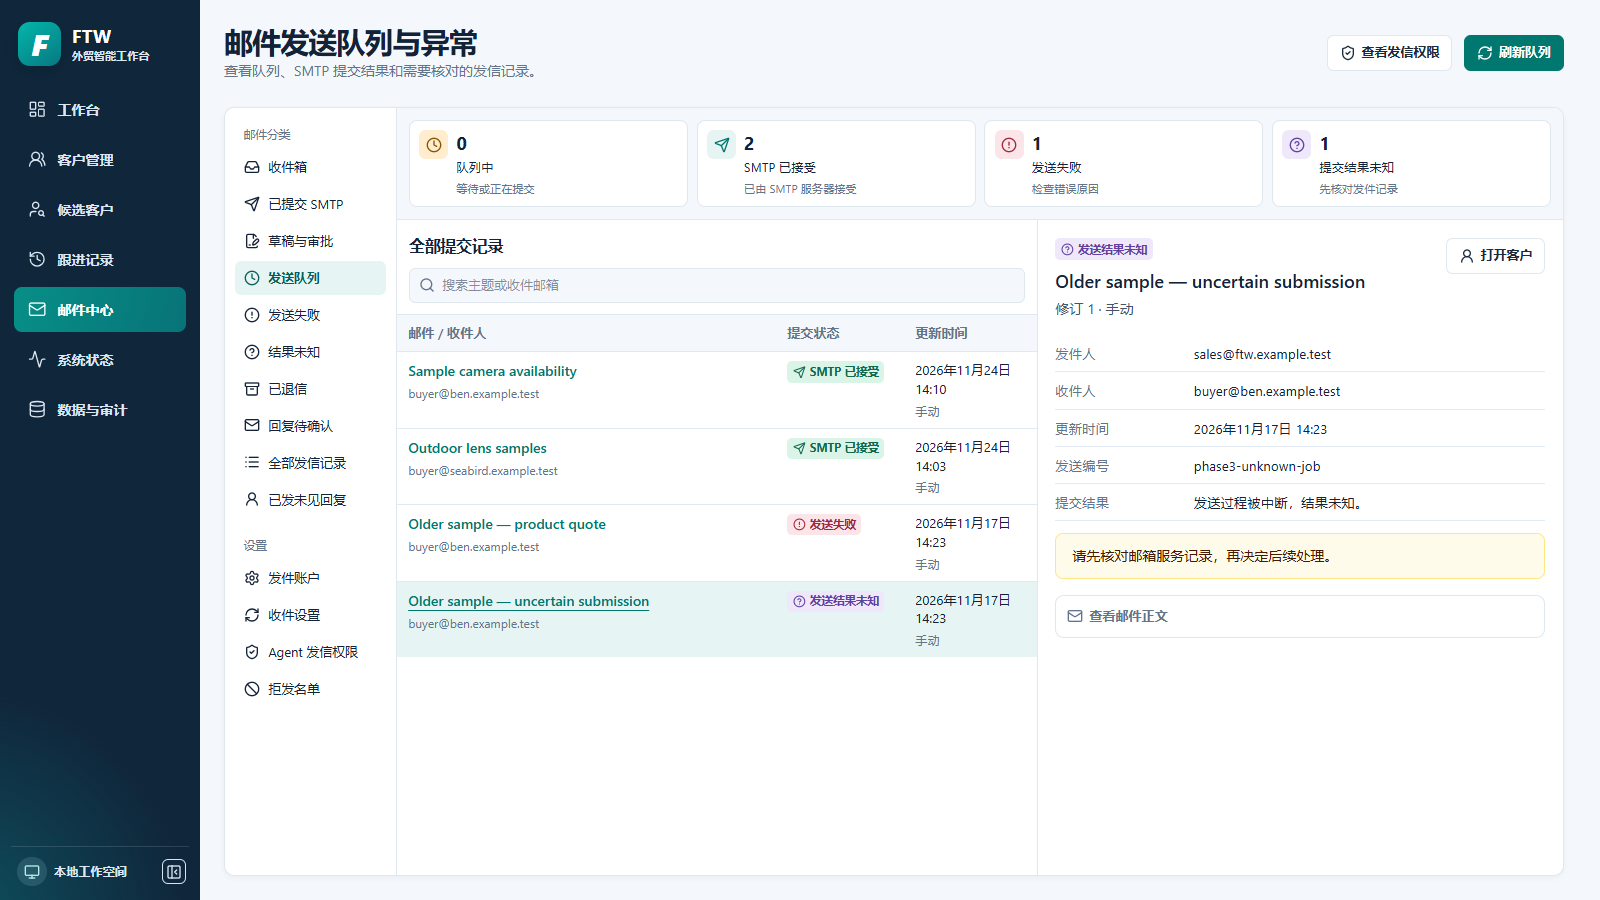 FTW
外贸智能工作台
工作台
客户管理
候选客户
跟进记录
邮件中心
系统状态
数据与审计
本地工作空间
邮件发送队列与异常
查看队列、SMTP 提交结果和需要核对的发信记录。
查看发信权限
刷新队列
邮件分类
收件箱
已提交 SMTP
草稿与审批
发送队列
发送失败
结果未知
已退信
回复待确认
全部发信记录
已发未见回复
设置
发件账户
收件设置
Agent 发信权限
拒发名单
0
队列中
等待或正在提交
2
SMTP 已接受
已由 SMTP 服务器接受
1
发送失败
检查错误原因
1
提交结果未知
先核对发件记录
全部提交记录
搜索主题或收件邮箱
邮件 / 收件人 提交状态 更新时间
Sample camera availability
buyer@ben.example.test
SMTP 已接受
2026年11月24日
14:10
手动
Outdoor lens samples
buyer@seabird.example.test
SMTP 已接受
2026年11月24日
14:03
手动
Older sample — product quote
buyer@ben.example.test
发送失败
2026年11月17日
14:23
手动
Older sample — uncertain submission
buyer@ben.example.test
发送结果未知
2026年11月17日
14:23
手动
发送结果未知
打开客户
Older sample — uncertain submission
修订 1 · 手动
发件人 sales@ftw.example.test
收件人 buyer@ben.example.test
更新时间 2026年11月17日 14:23
发送编号 phase3-unknown-job
提交结果 发送过程被中断，结果未知。
请先核对邮箱服务记录，再决定后续处理。
查看邮件正文